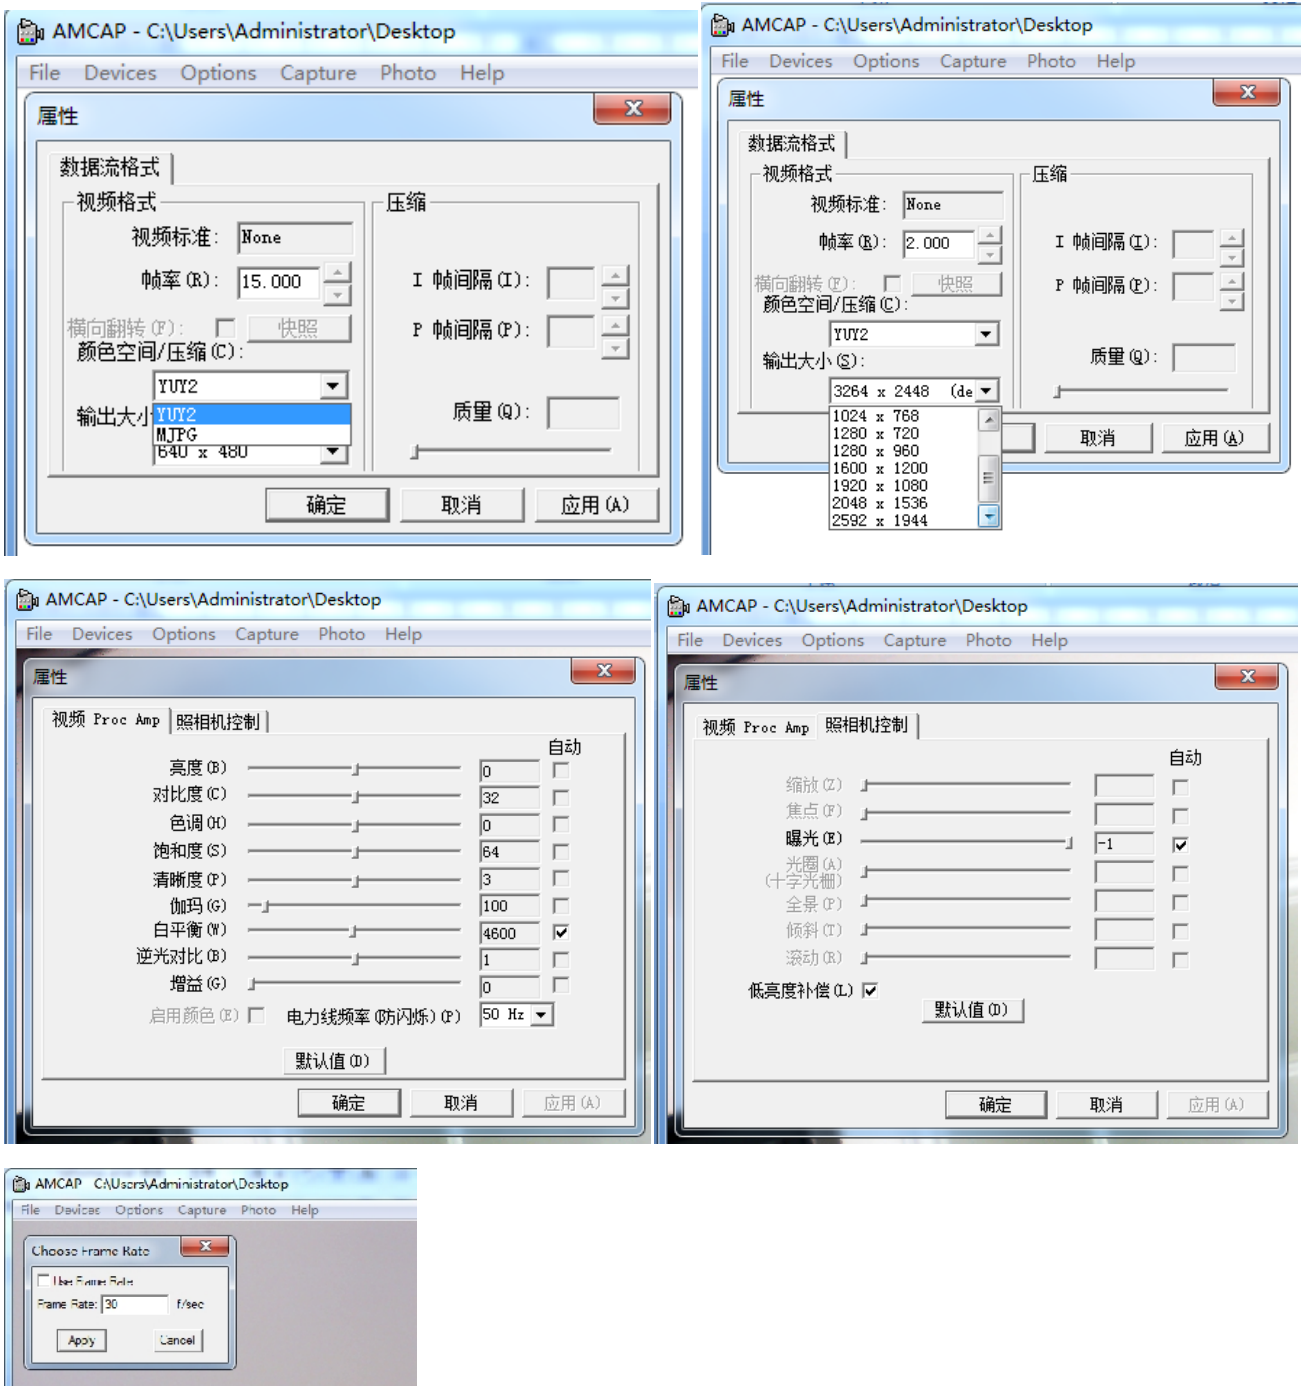 AMCAP - C:\Users\Administrator\Desktop
File Devices Options Capture Photo Help
属性
数据流格式
视频格式
视频标准: None
帧率(R): 15.000
横向翻转(F): 快照
颜色空间/压缩(C):
YUY2
YUY2
MJPG
输出大小
640 x 480
压缩
I 帧间隔(I):
P 帧间隔(P):
质量(Q):
确定 取消 应用(A)
AMCAP - C:\Users\Administrator\Desktop
File Devices Options Capture Photo Help
属性
数据流格式
视频格式
视频标准: None
帧率(R): 2.000
横向翻转(F): 快照
颜色空间/压缩(C):
YUY2
输出大小(S):
3264 x 2448 (de
1024 x 768
1280 x 720
1280 x 960
1600 x 1200
1920 x 1080
2048 x 1536
2592 x 1944
压缩
I 帧间隔(I):
P 帧间隔(P):
质量(Q):
取消 应用(A)
AMCAP - C:\Users\Administrator\Desktop
File Devices Options Capture Photo Help
属性
视频 Proc Amp 照相机控制
自动
亮度(B) 0
对比度(C) 32
色调(H) 0
饱和度(S) 64
清晰度(P) 3
伽玛(G) 100
白平衡(W) 4600
逆光对比(B) 1
增益(G) 0
启用颜色(E) 电力线频率(防闪烁)(P) 50 Hz
默认值(D)
确定 取消 应用(A)
AMCAP - C:\Users\Administrator\Desktop
File Devices Options Capture Photo Help
属性
视频 Proc Amp 照相机控制
自动
缩放(Z)
焦点(F)
曝光(E) -1
光圈(A)
(十字光栅)
全景(P)
倾斜(T)
滚动(R)
低亮度补偿(L)
默认值(D)
确定 取消 应用(A)
AMCAP C:\Users\Administrator\Desktop
File Devices Options Capture Photo Help
Choose Frame Rate
Use Frame Rate
Frame Rate: 30 f/sec
Apply Cancel